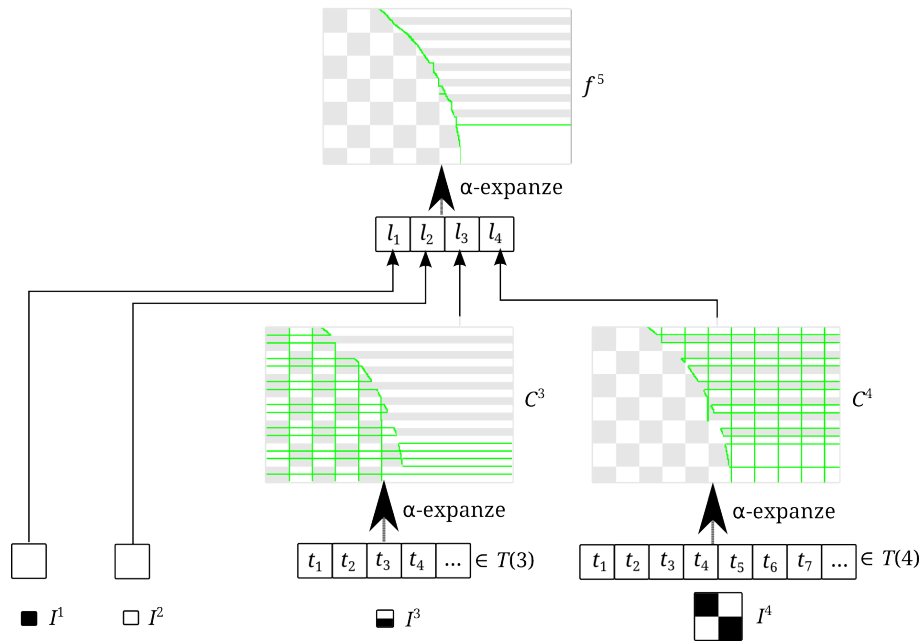 f⁵
α-expanze
l₁ l₂ l₃ l₄
C³ C⁴
α-expanze α-expanze
t₁ t₂ t₃ t₄ ... ∈ T(3) t₁ t₂ t₃ t₄ t₅ t₆ t₇ ... ∈ T(4)
I¹ I² I³ I⁴